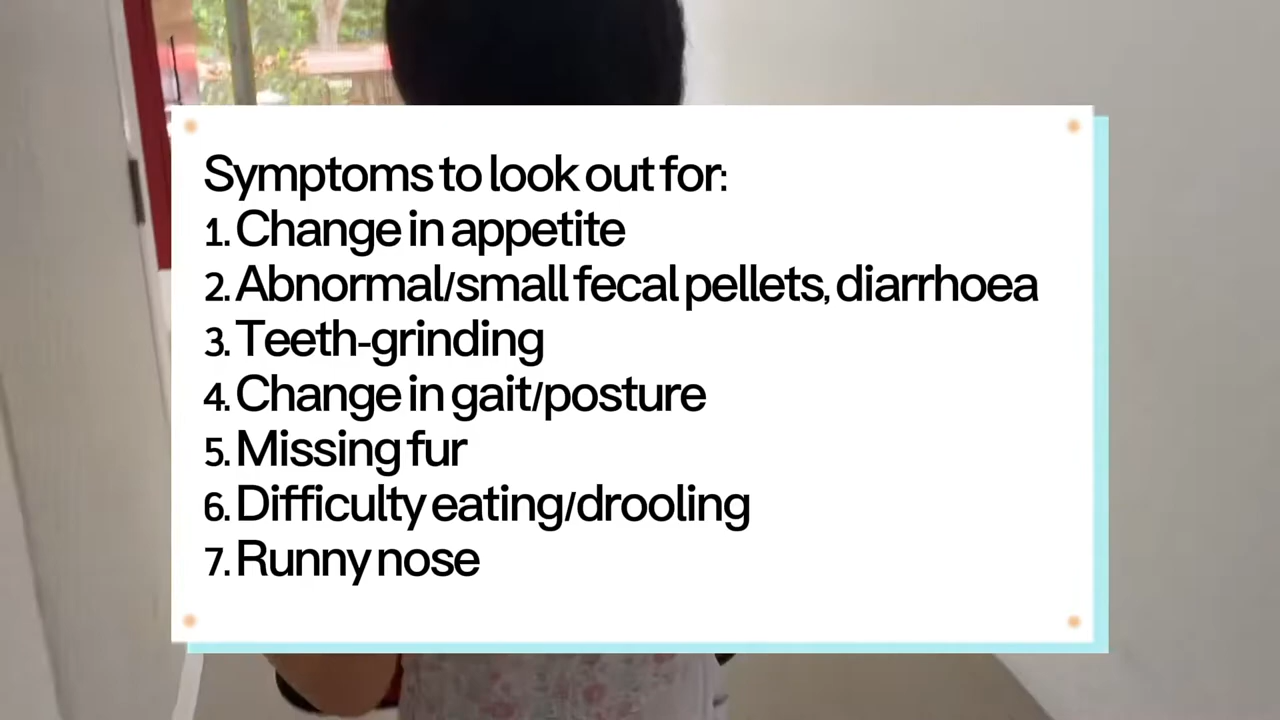 Symptoms to look out for:
1. Change in appetite
2. Abnormal/small fecal pellets, diarrhoea
3. Teeth-grinding
4. Change in gait/posture
5. Missing fur
6. Difficulty eating/drooling
7. Runny nose